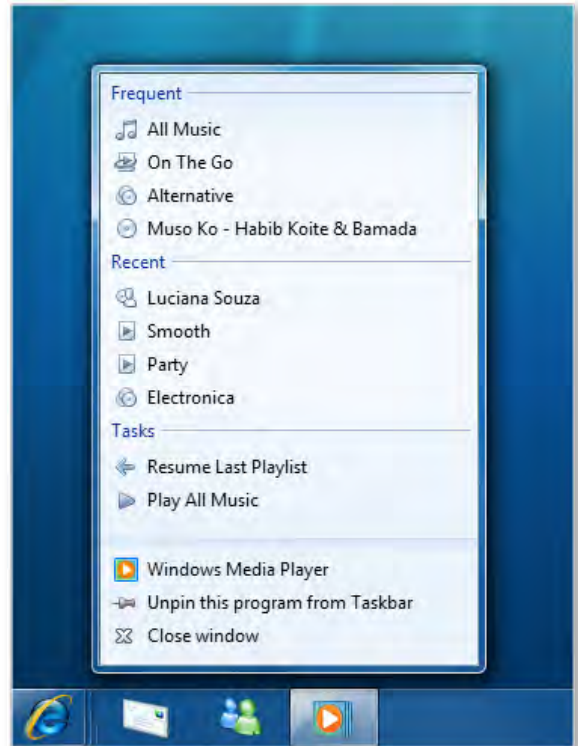 Frequent
All Music
On The Go
Alternative
Muso Ko - Habib Koite & Bamada
Recent
Luciana Souza
Smooth
Party
Electronica
Tasks
Resume Last Playlist
Play All Music
Windows Media Player
Unpin this program from Taskbar
Close window